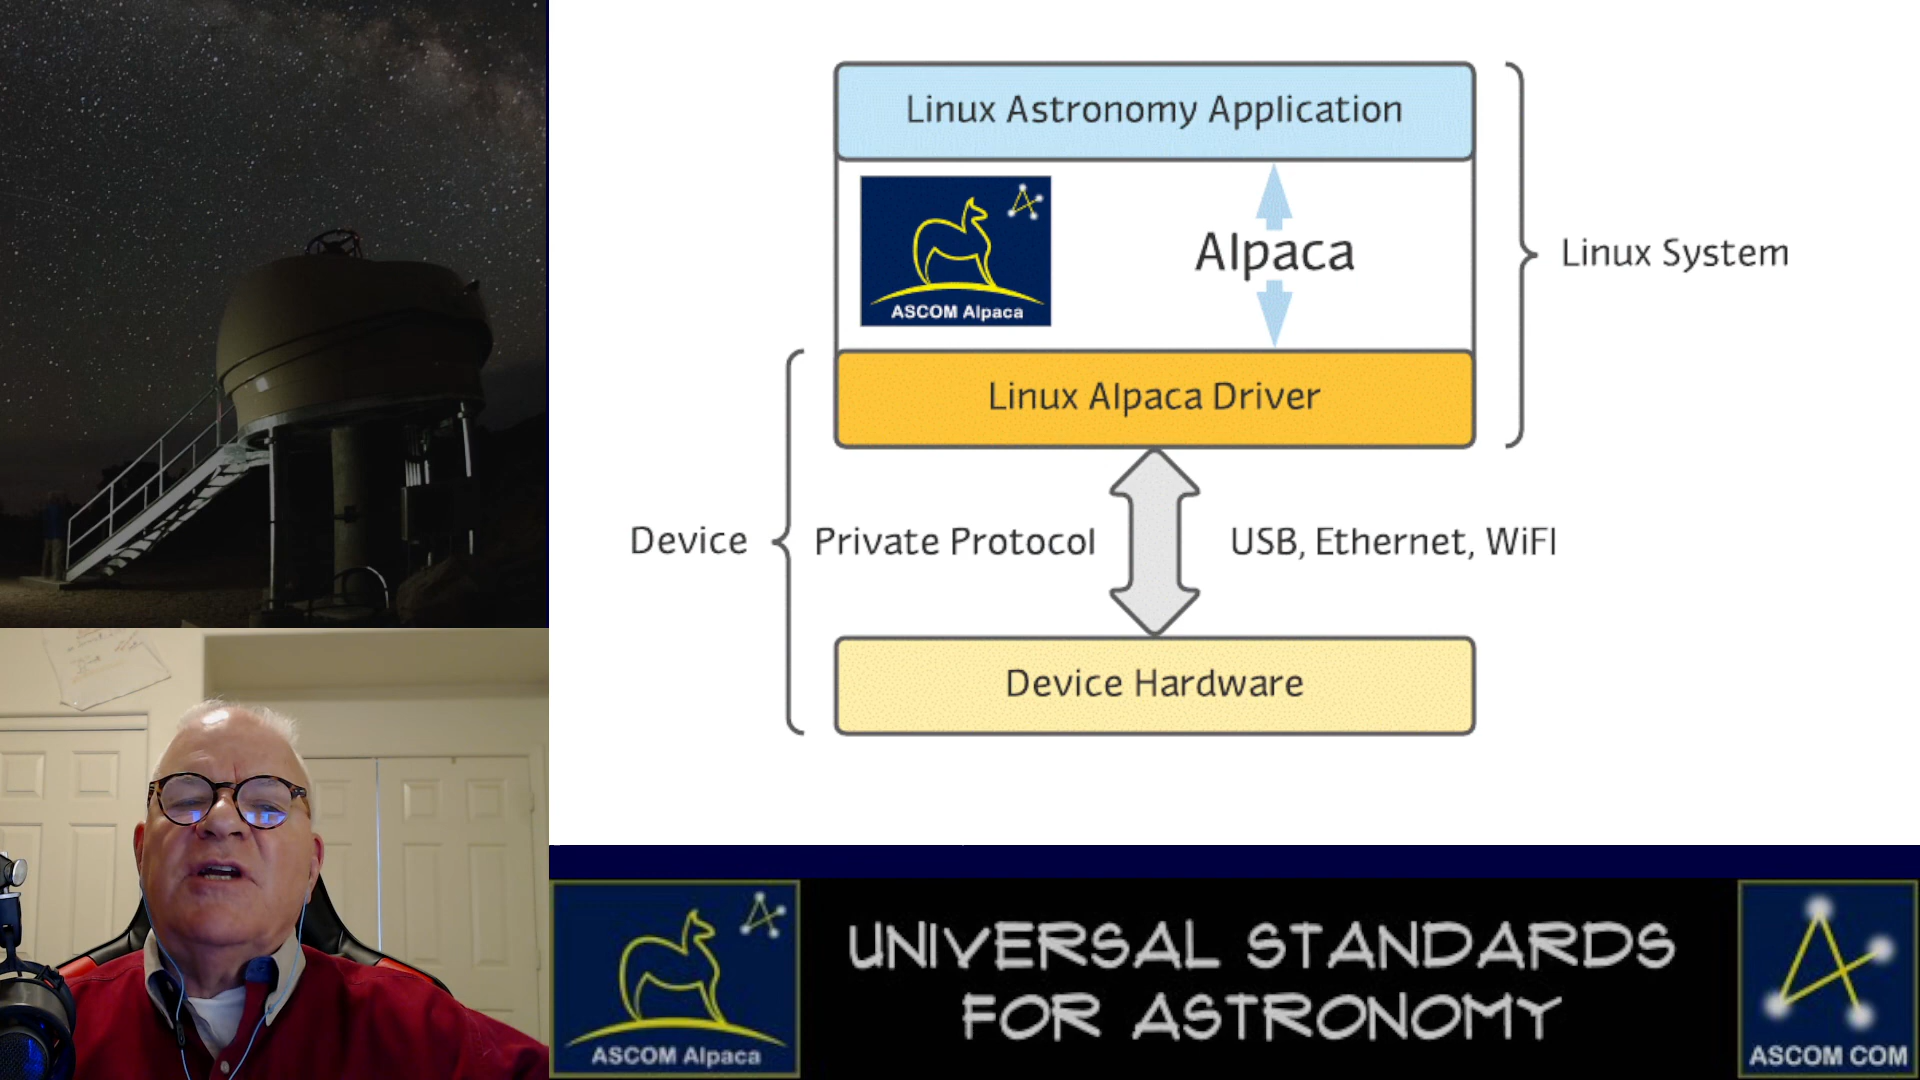 Linux Astronomy Application
ASCOM Alpaca
Alpaca
Linux System
Linux Alpaca Driver
Device
Private Protocol
USB, Ethernet, WiFI
Device Hardware
ASCOM Alpaca
UNIVERSAL STANDARDS
FOR ASTRONOMY
ASCOM COM